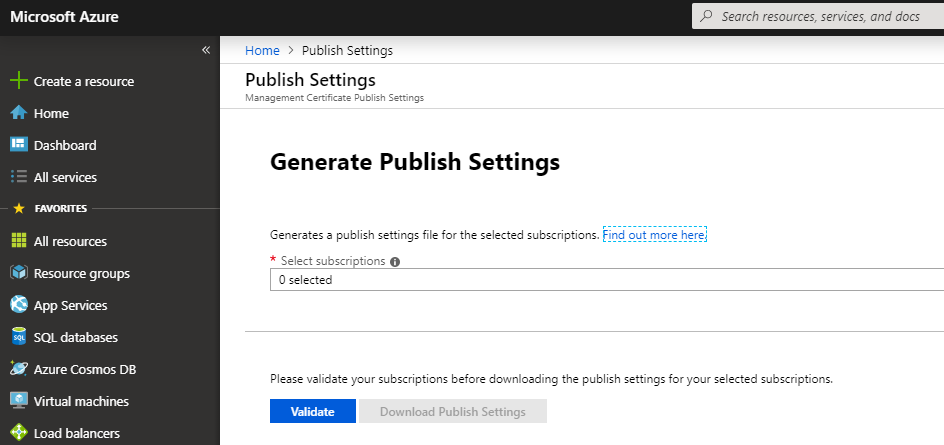 Microsoft Azure
Search resources, services, and docs
«
Create a resource
Home
Dashboard
All services
FAVORITES
All resources
Resource groups
App Services
SQL
SQL databases
Azure Cosmos DB
Virtual machines
Load balancers
Home > Publish Settings
Publish Settings
Management Certificate Publish Settings
Generate Publish Settings
Generates a publish settings file for the selected subscriptions. Find out more here.
* Select subscriptions
0 selected
Please validate your subscriptions before downloading the publish settings for your selected subscriptions.
Validate
Download Publish Settings